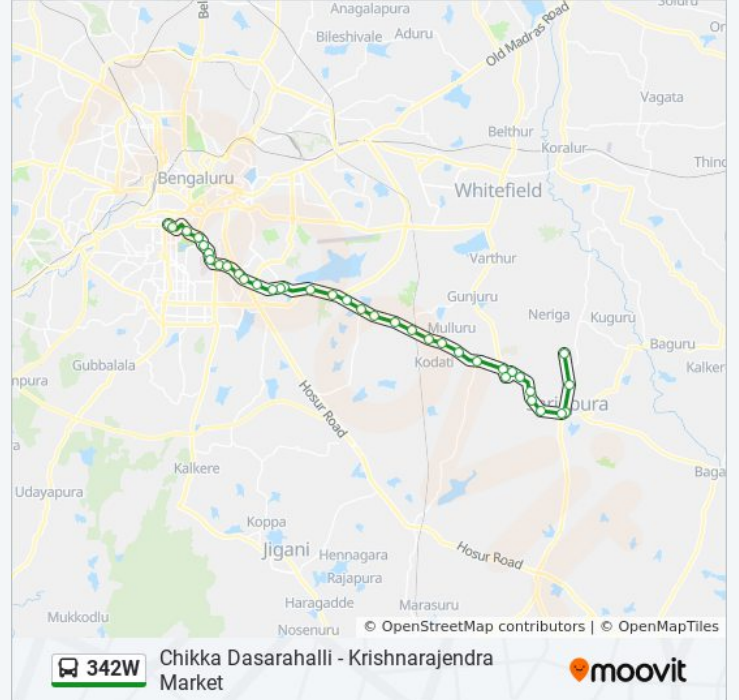 Anagalapura
Soluru
Bileshivale
Aduru
Old Madras Road
Vagata
Belthur
Koralur
Bengaluru
Whitefield
Varthur
Gunjuru
Neriga
Kuguru
Mulluru
Baguru
Kodati
Gubbalala
Hosur Road
Kalkere
Udayapura
Koppa
Jigani
Hennagara
Hosur Road
Rajapura
Haragadde
Marasuru
Mukkodlu
Nosenuru
© OpenStreetMap contributors | © OpenMapTiles
342W
Chikka Dasarahalli - Krishnarajendra
Market
moovit